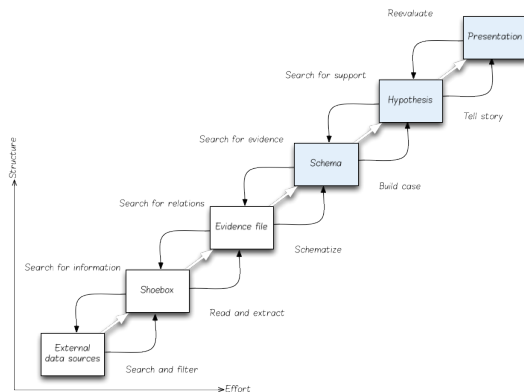 Reevaluate
Presentation
Search for support
Hypothesis
Tell story
Search for evidence
Schema
Build case
Search for relations
Evidence file
Schematize
Search for information
Shoebox
Read and extract
External
data sources
Search and filter
Structure
Effort